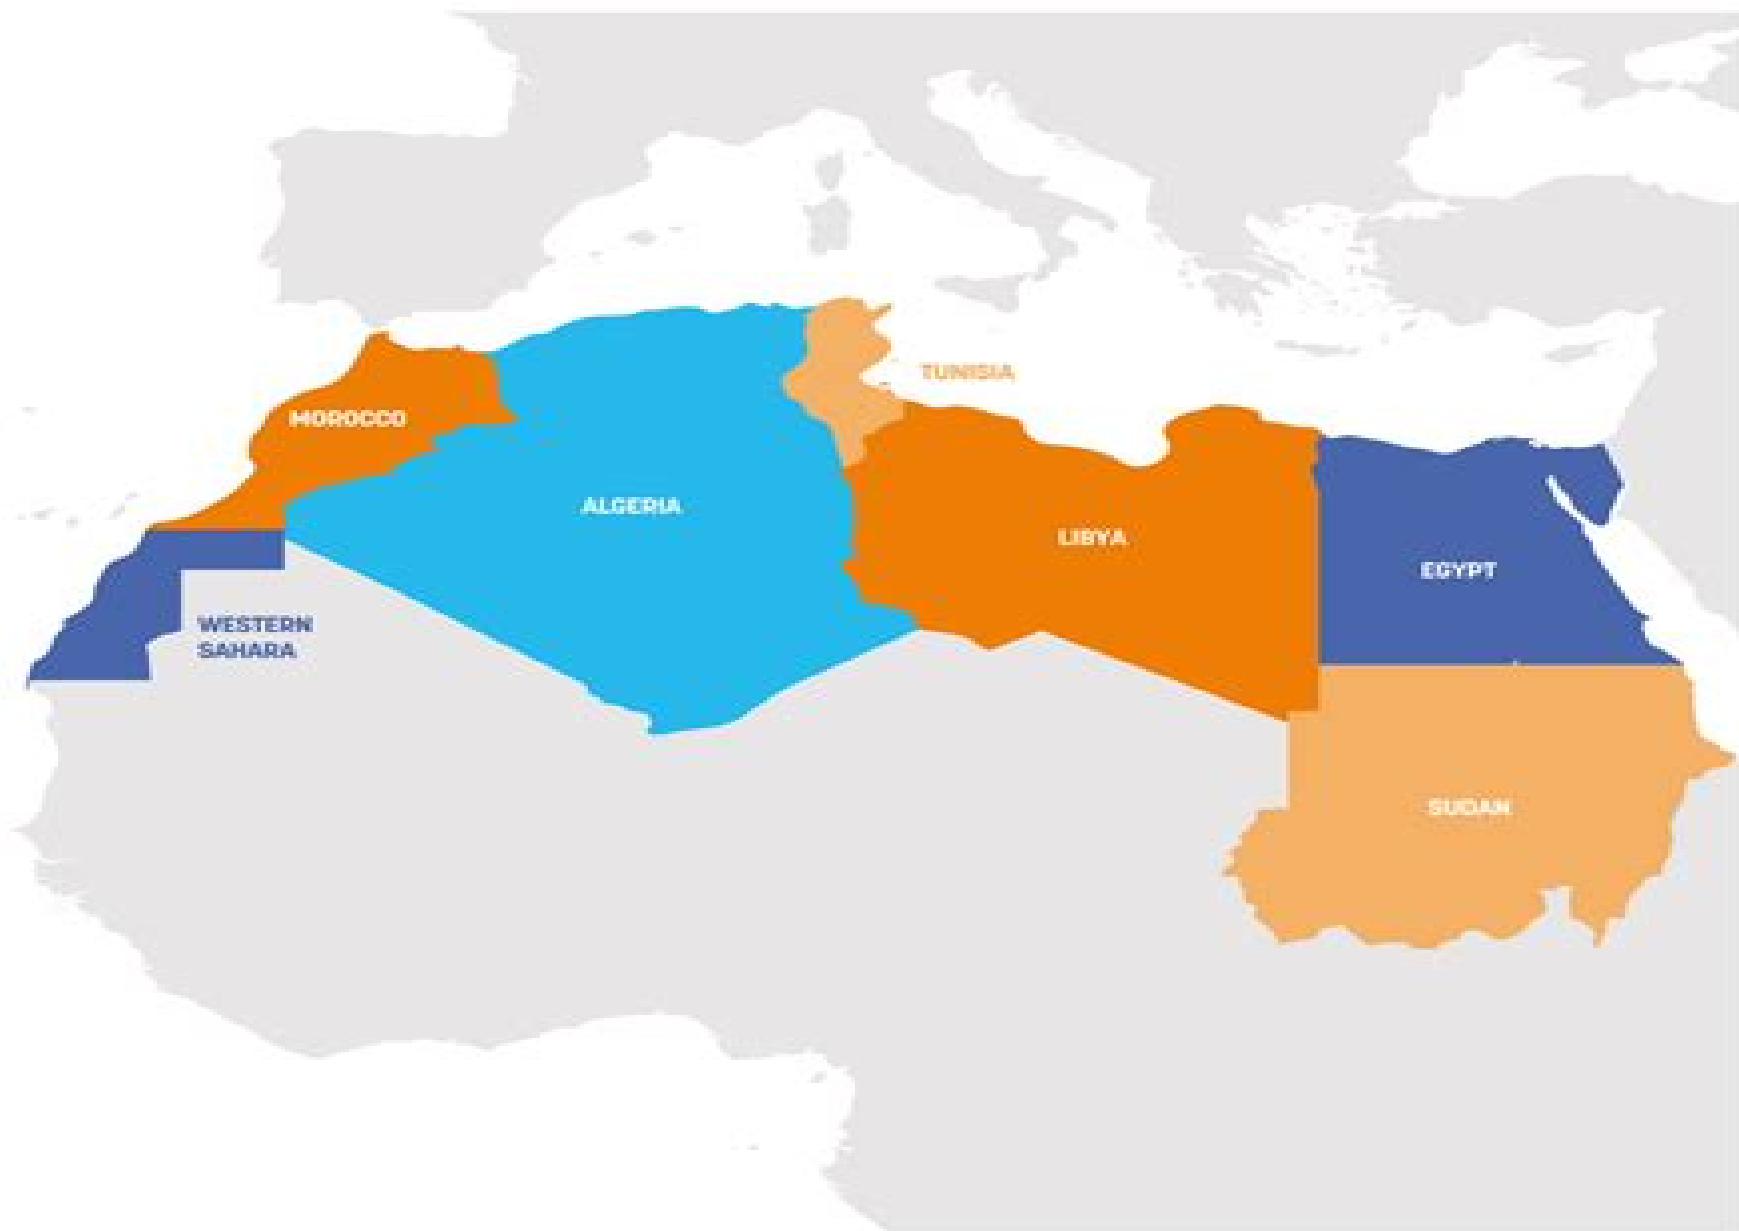 TUNISIA
MOROCCO
ALGERIA
LIBYA
EGYPT
WESTERN
SAHARA
SUDAN